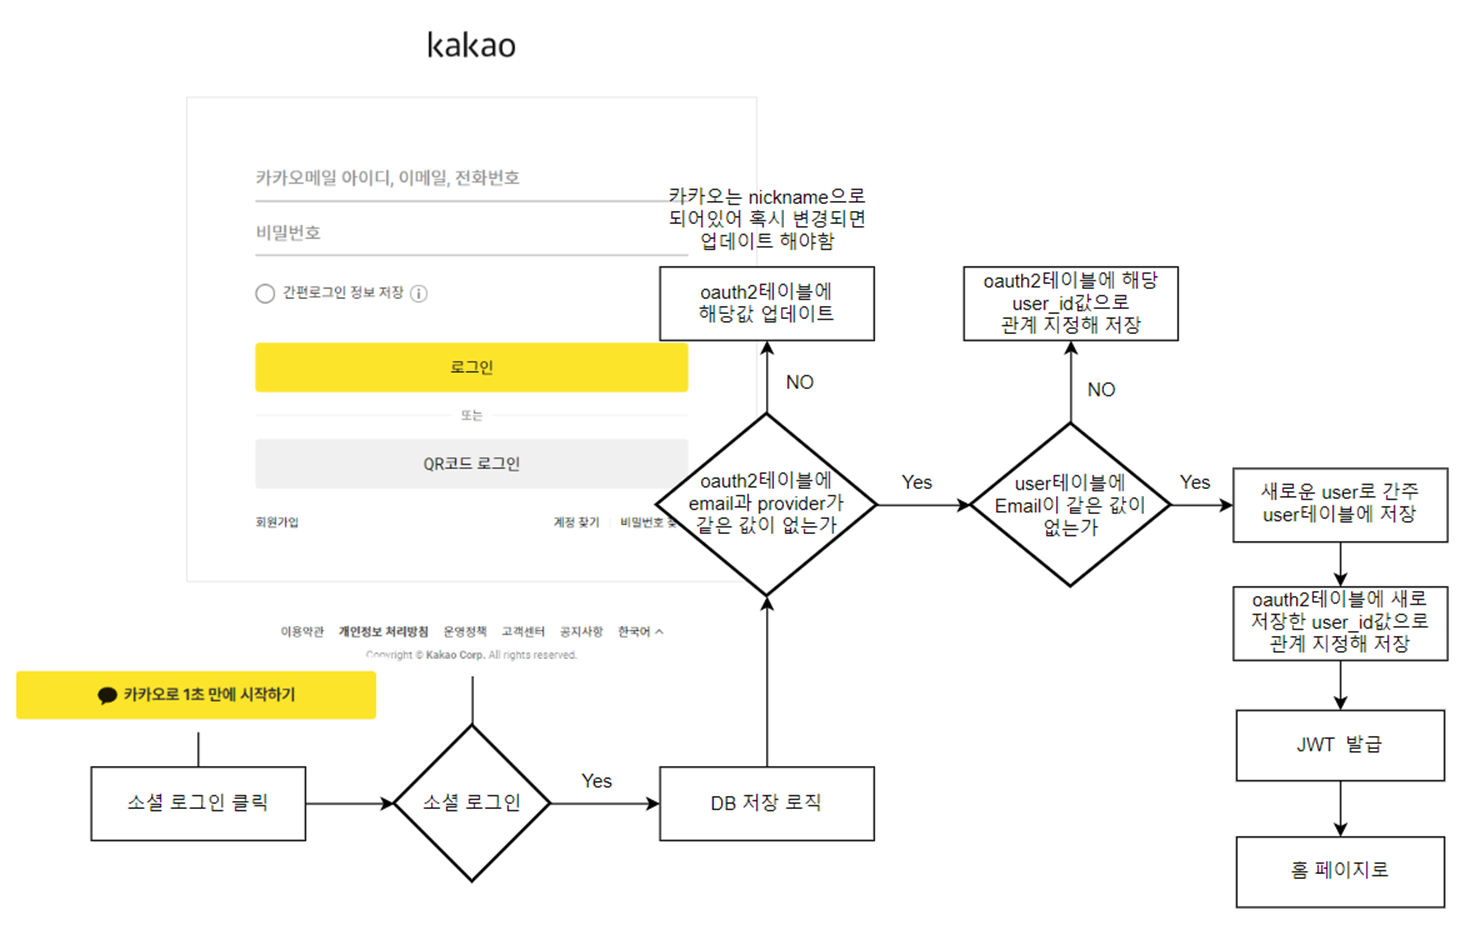 kakao
카카오메일 아이디, 이메일, 전화번호
비밀번호
간편로그인 정보 저장
로그인
또는
QR코드 로그인
회원가입
계정 찾기
비밀번호 찾
이용약관 개인정보 처리방침 운영정책 고객센터 공지사항 한국어
Copyright © Kakao Corp. All rights reserved.
카카오로 1초 만에 시작하기
소셜 로그인 클릭
소셜 로그인
Yes
DB 저장 로직
oauth2테이블에
email과 provider가
같은 값이 없는가
NO
oauth2테이블에
해당값 업데이트
카카오는 nickname으로
되어있어 혹시 변경되면
업데이트 해야함
Yes
user테이블에
Email이 같은 값이
없는가
NO
oauth2테이블에 해당
user_id값으로
관계 지정해 저장
Yes
새로운 user로 간주
user테이블에 저장
oauth2테이블에 새로
저장한 user_id값으로
관계 지정해 저장
JWT 발급
홈 페이지로